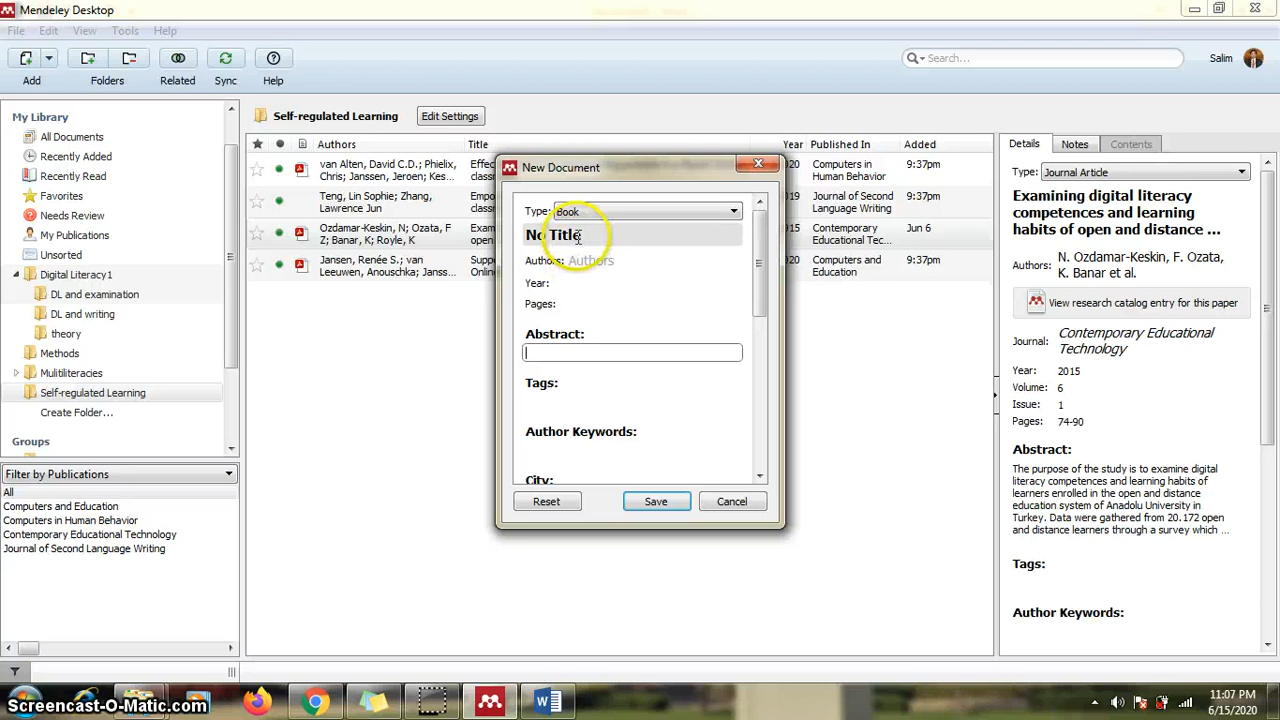 Mendeley Desktop
File Edit View Tools Help
Add Folders Related Sync Help
Search...
Salim
My Library
All Documents
Recently Added
Recently Read
Favorites
Needs Review
My Publications
Unsorted
Digital Literacy1
DL and examination
DL and writing
theory
Methods
Multiliteracies
Self-regulated Learning
Create Folder...
Groups
Filter by Publications
All
Computers and Education
Computers in Human Behavior
Contemporary Educational Technology
Journal of Second Language Writing
Self-regulated Learning Edit Settings
Authors Title Year Published In Added
van Alten, David C.D.; Phielix, Effec
Chris; Janssen, Jeroen; Kes... class
2020 Computers in 9:37pm
Human Behavior
Teng, Lin Sophie; Zhang, Empo
Lawrence Jun class
2020 Journal of Second 9:37pm
Language Writing
Ozdamar-Keskin, N; Ozata, F Exam
Z; Banar, K; Royle, K open
2015 Contemporary Jun 6
Educational Tec...
Jansen, Renée S.; van Supp
Leeuwen, Anouschka; Janss... Onlin
2020 Computers and 9:37pm
Education
New Document
Type: Book
No Title
Authors: Authors
Year:
Pages:
Abstract:
Tags:
Author Keywords:
City:
Reset Save Cancel
Details Notes Contents
Type: Journal Article
Examining digital literacy
competences and learning
habits of open and distance ...
Authors: N. Ozdamar-Keskin, F. Ozata,
K. Banar et al.
View research catalog entry for this paper
Journal: Contemporary Educational
Technology
Year: 2015
Volume: 6
Issue: 1
Pages: 74-90
Abstract:
The purpose of the study is to examine digital
literacy competences and learning habits of
learners enrolled in the open and distance
education system of Anadolu University in
Turkey. Data were gathered from 20.172 open
and distance learners through a survey which ...
Tags:
Author Keywords:
Screencast-O-Matic.com
11:07 PM
6/15/2020